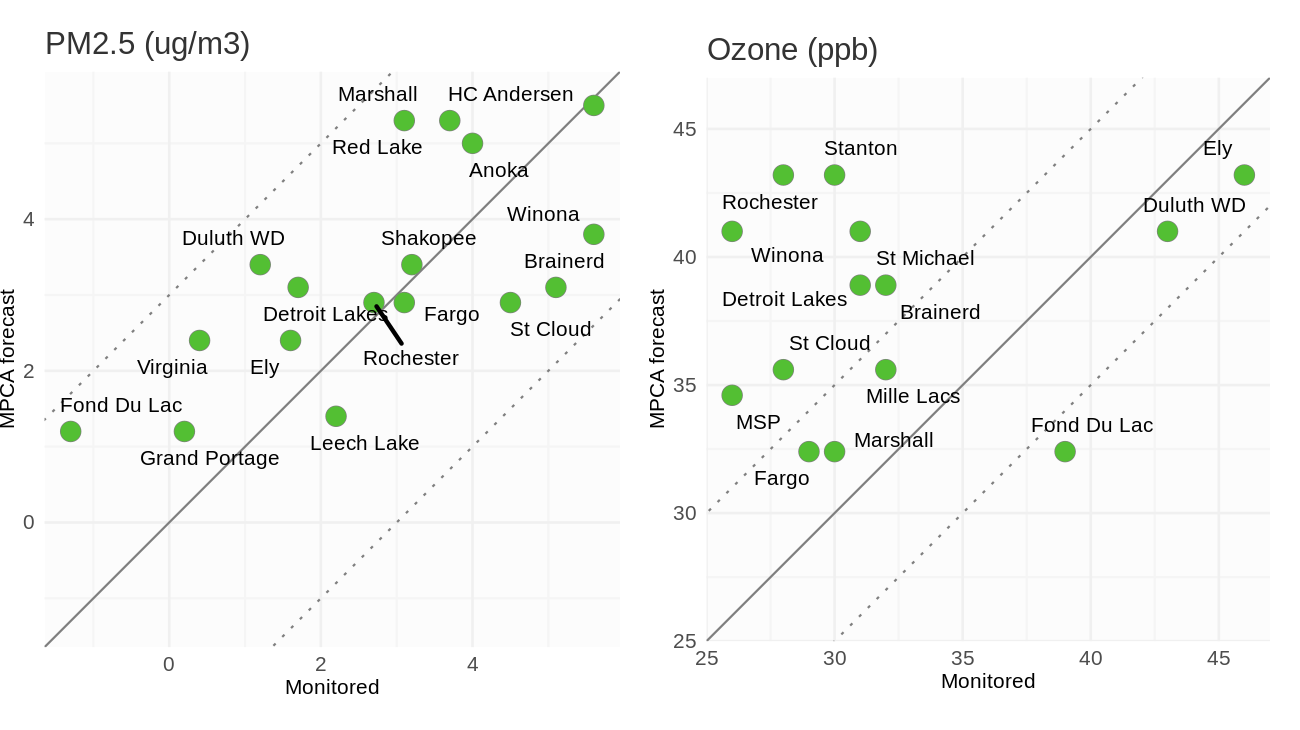 PM2.5 (ug/m3)
Marshall
HC Andersen
Red Lake
Anoka
Winona
4
Duluth WD
Shakopee
Brainerd
Detroit Lakes
Fargo
St Cloud
Rochester
Virginia
Ely
2
MPCA forecast
Fond Du Lac
Leech Lake
Grand Portage
0
0
2
4
Monitored
Ozone (ppb)
45
Stanton
Ely
Rochester
Duluth WD
Winona
St Michael
40
Detroit Lakes
Brainerd
St Cloud
35
Mille Lacs
MPCA forecast
MSP
Fond Du Lac
Marshall
Fargo
30
25
25
30
35
40
45
Monitored